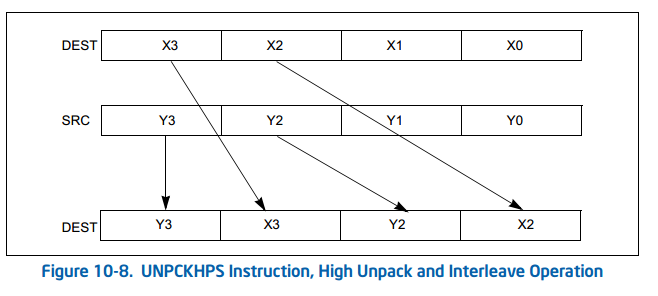 DEST X3 X2 X1 X0
SRC Y3 Y2 Y1 Y0
DEST Y3 X3 Y2 X2
Figure 10-8. UNPCKHPS Instruction, High Unpack and Interleave Operation